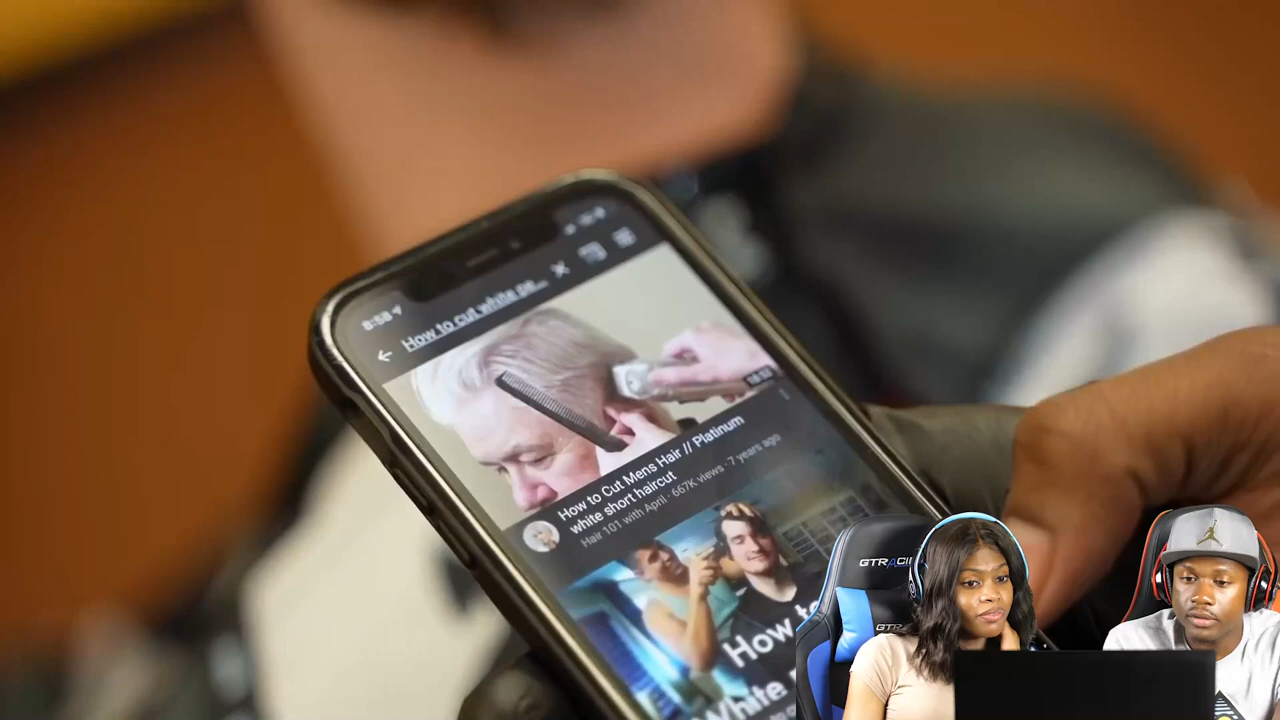 8:58
How to cut white pe...
How to Cut Mens Hair // Platinum
white short haircut
Hair 101 with April · 667K views · 7 years ago
How to
White
GTRACI
GTR